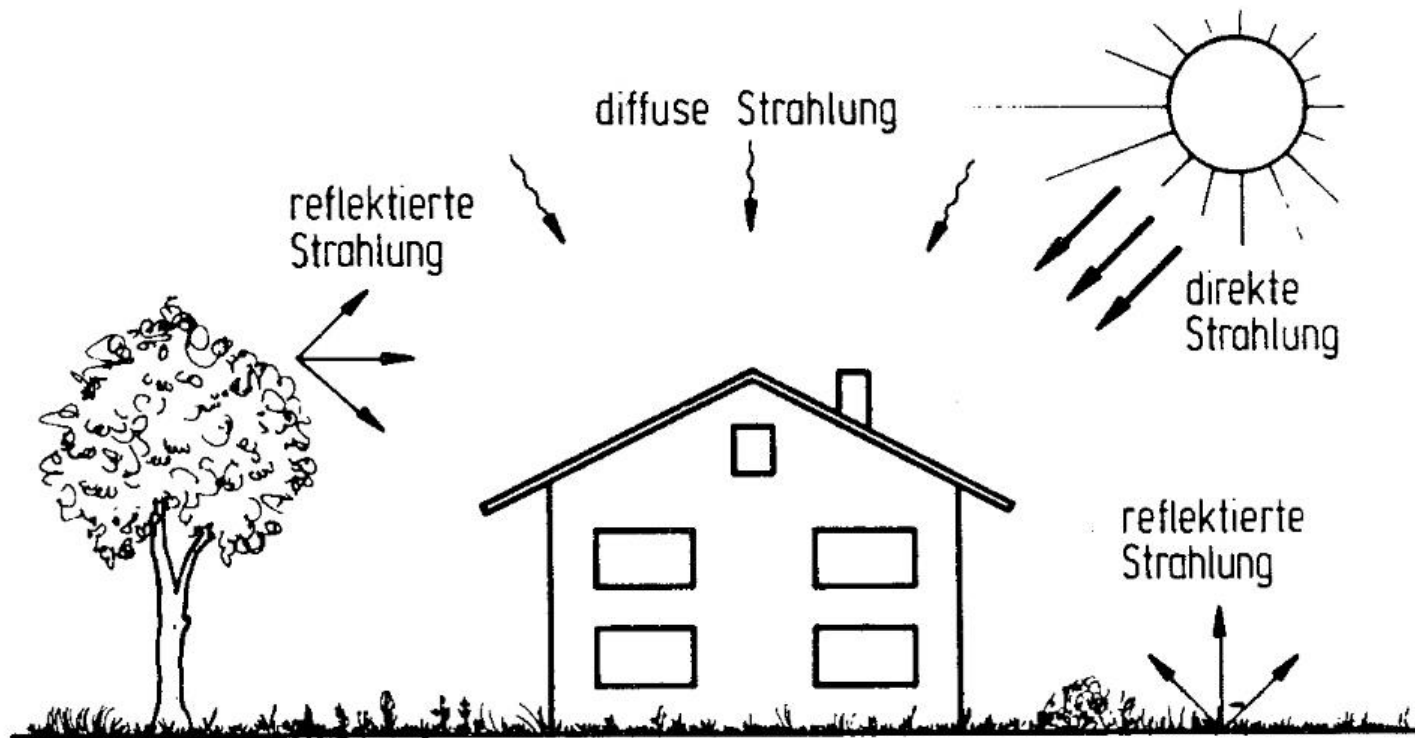 diffuse Strahlung
reflektierte
Strahlung
direkte
Strahlung
reflektierte
Strahlung